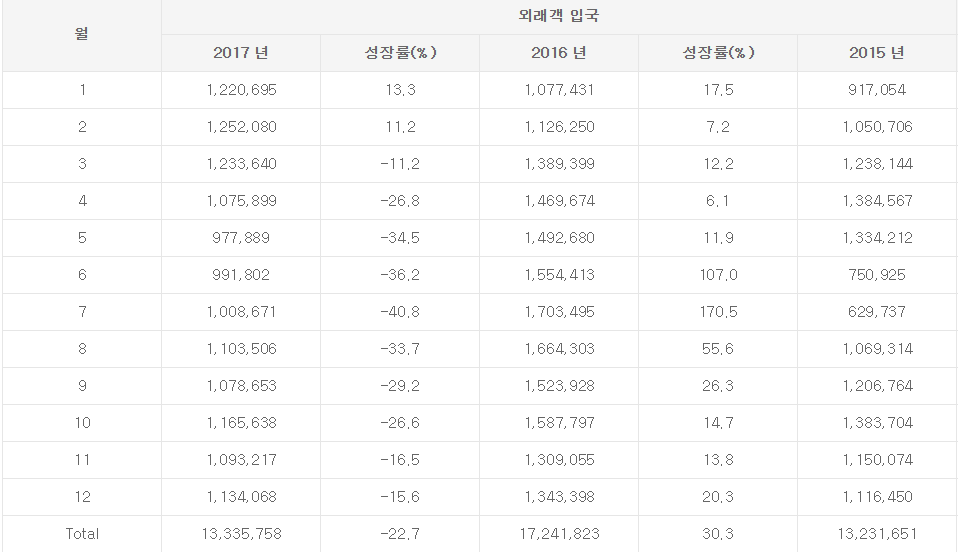 월 외래객 입국
2017 년 성장률(%) 2016 년 성장률(%) 2015 년
1 1,220,695 13.3 1,077,431 17.5 917,054
2 1,252,080 11.2 1,126,250 7.2 1,050,706
3 1,233,640 -11.2 1,389,399 12.2 1,238,144
4 1,075,899 -26.8 1,469,674 6.1 1,384,567
5 977,889 -34.5 1,492,680 11.9 1,334,212
6 991,802 -36.2 1,554,413 107.0 750,925
7 1,008,671 -40.8 1,703,495 170.5 629,737
8 1,103,506 -33.7 1,664,303 55.6 1,069,314
9 1,078,653 -29.2 1,523,928 26.3 1,206,764
10 1,165,638 -26.6 1,587,797 14.7 1,383,704
11 1,093,217 -16.5 1,309,055 13.8 1,150,074
12 1,134,068 -15.6 1,343,398 20.3 1,116,450
Total 13,335,758 -22.7 17,241,823 30.3 13,231,651